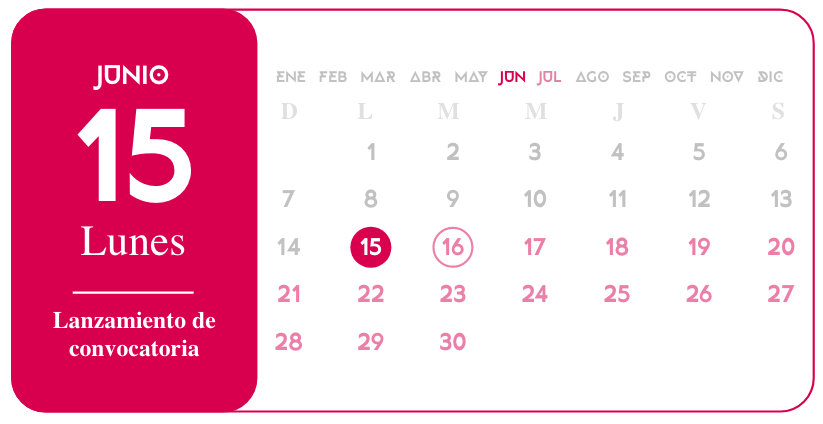 JUNIO
15
Lunes
Lanzamiento de
convocatoria
ENE FEB MAR ABR MAY JUN JUL AGO SEP OCT NOV DIC
D L M M J V S
1 2 3 4 5 6
7 8 9 10 11 12 13
14 15 16 17 18 19 20
21 22 23 24 25 26 27
28 29 30